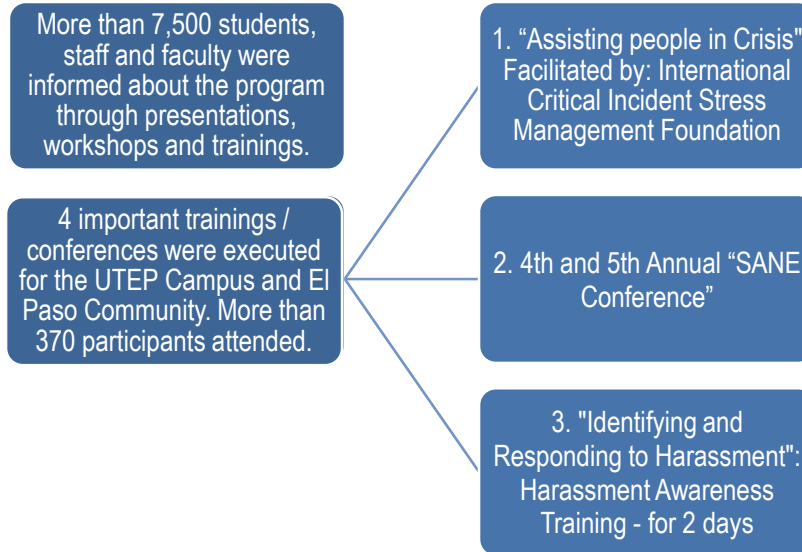 More than 7,500 students,
staff and faculty were
informed about the program
through presentations,
workshops and trainings.
4 important trainings /
conferences were executed
for the UTEP Campus and El
Paso Community. More than
370 participants attended.
1. “Assisting people in Crisis"
Facilitated by: International
Critical Incident Stress
Management Foundation
2. 4th and 5th Annual “SANE
Conference”
3. "Identifying and
Responding to Harassment":
Harassment Awareness
Training - for 2 days